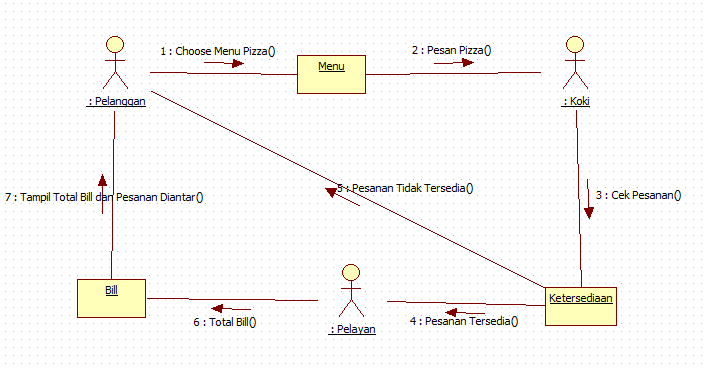 1 : Choose Menu Pizza()
2 : Pesan Pizza()
Menu
: Pelanggan
: Koki
5 : Pesanan Tidak Tersedia()
3 : Cek Pesanan()
7 : Tampil Total Bill dan Pesanan Diantar()
Bill
Ketersediaan
6 : Total Bill()
: Pelayan
4 : Pesanan Tersedia()